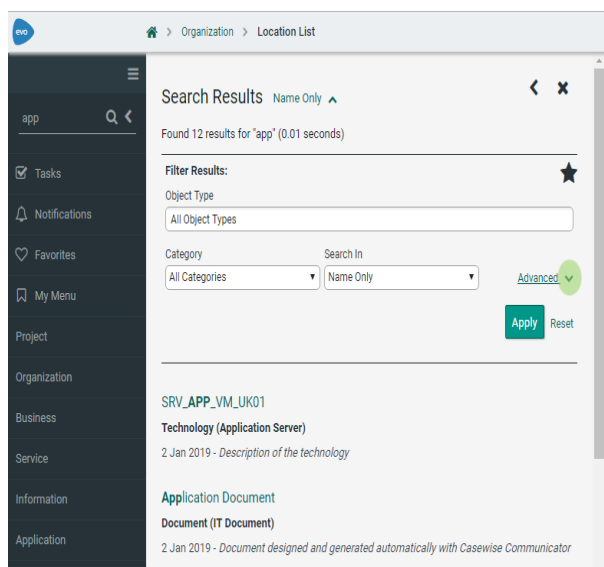 evo
Organization > Location List
app
Tasks
Notifications
Favorites
My Menu
Project
Organization
Business
Service
Information
Application
Search Results Name Only
Found 12 results for "app" (0.01 seconds)
Filter Results:
Object Type
All Object Types
Category Search In
All Categories Name Only Advanced
Apply Reset
SRV_APP_VM_UK01
Technology (Application Server)
2 Jan 2019 - Description of the technology
Application Document
Document (IT Document)
2 Jan 2019 - Document designed and generated automatically with Casewise Communicator